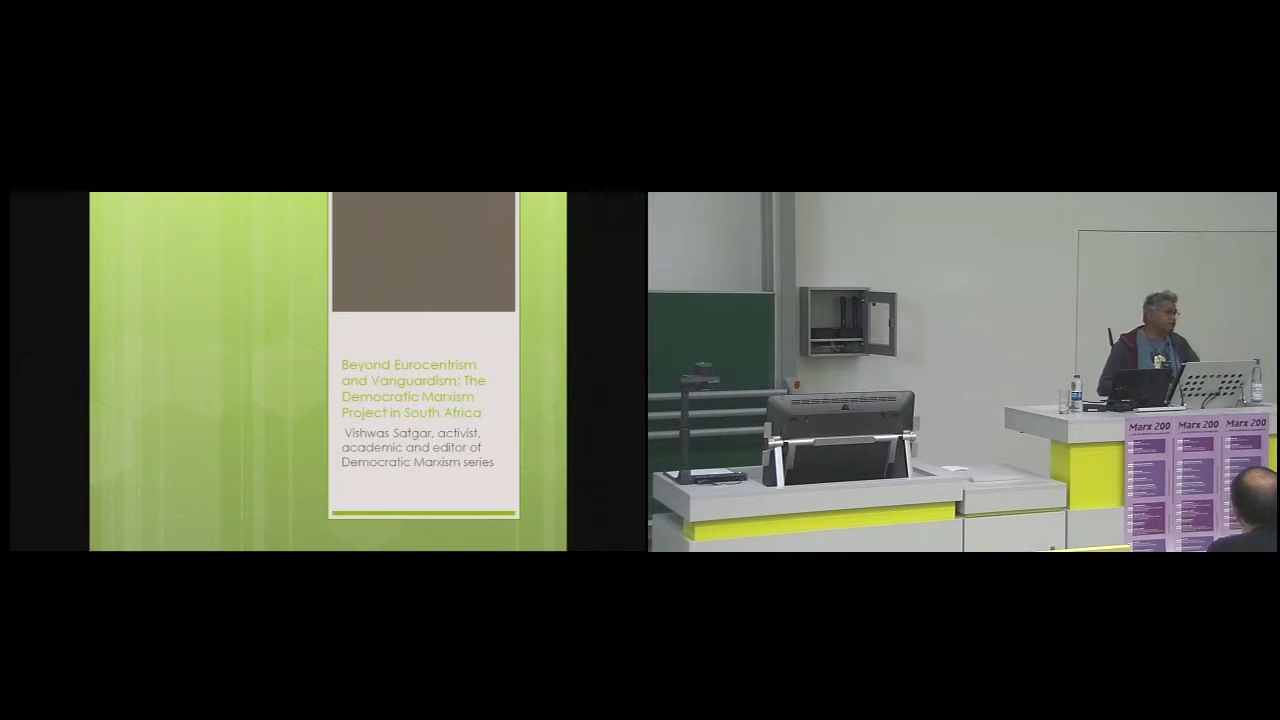 Beyond Eurocentrism
and Vanguardism: The
Democratic Marxism
Project in South Africa
Vishwas Satgar, activist,
academic and editor of
Democratic Marxism series
Marx 200
Marx 200
Marx 200